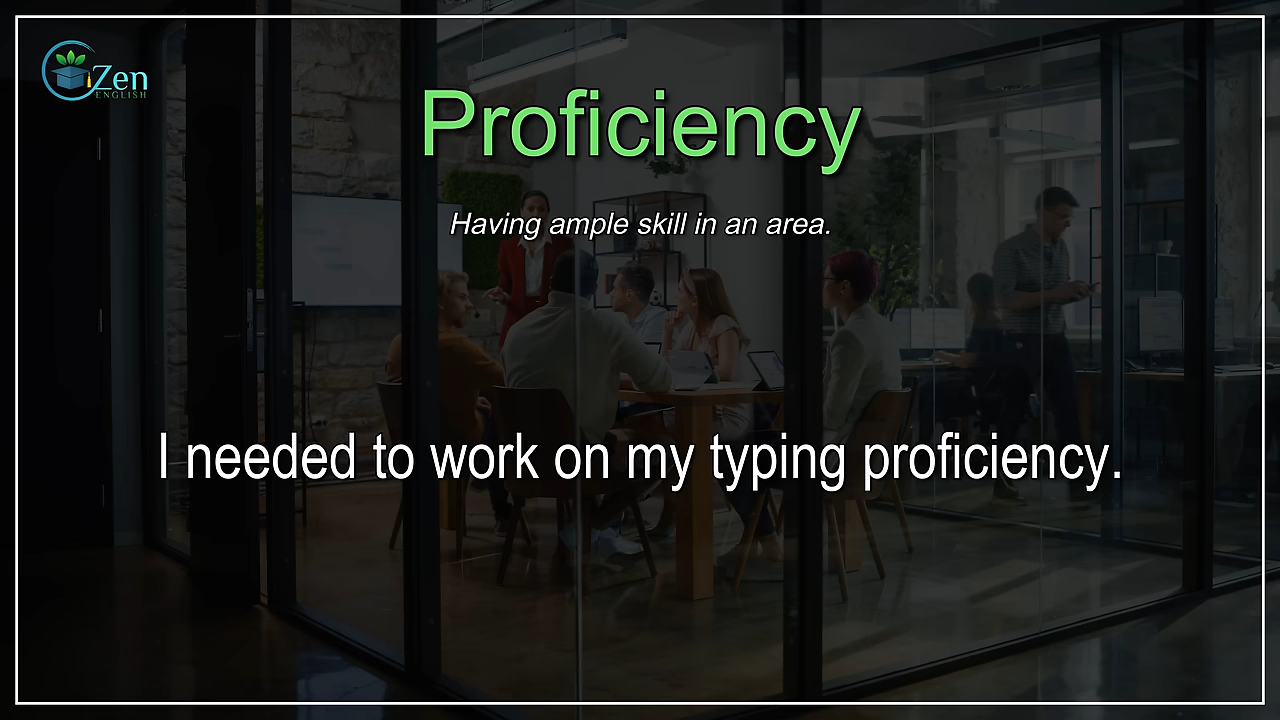 Zen
ENGLISH
Proficiency
Having ample skill in an area.
I needed to work on my typing proficiency.